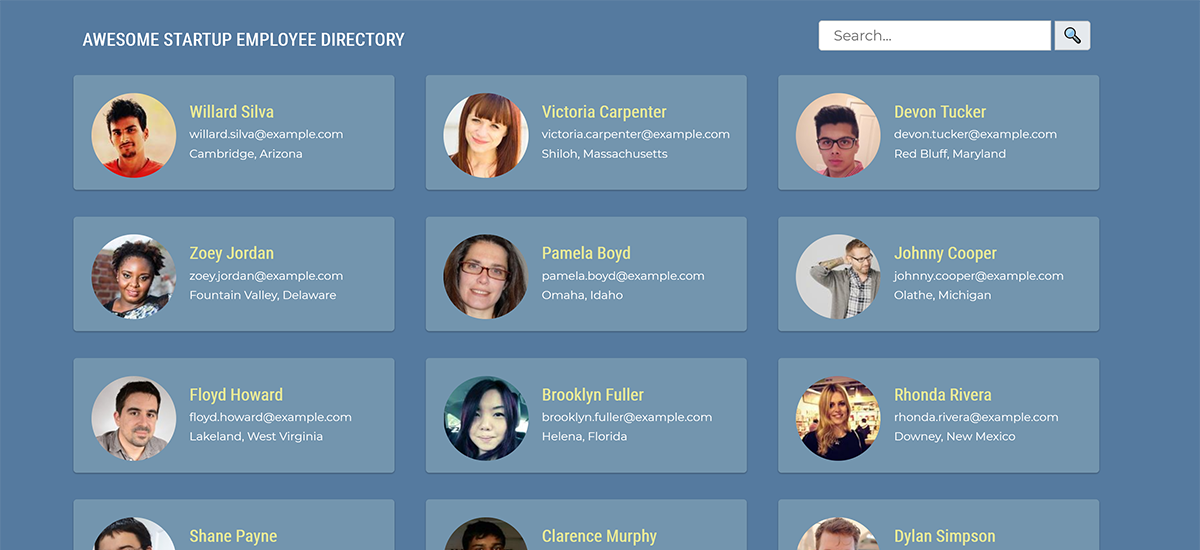 AWESOME STARTUP EMPLOYEE DIRECTORY
Search...
Willard Silva
willard.silva@example.com
Cambridge, Arizona
Victoria Carpenter
victoria.carpenter@example.com
Shiloh, Massachusetts
Devon Tucker
devon.tucker@example.com
Red Bluff, Maryland
Zoey Jordan
zoey.jordan@example.com
Fountain Valley, Delaware
Pamela Boyd
pamela.boyd@example.com
Omaha, Idaho
Johnny Cooper
johnny.cooper@example.com
Olathe, Michigan
Floyd Howard
floyd.howard@example.com
Lakeland, West Virginia
Brooklyn Fuller
brooklyn.fuller@example.com
Helena, Florida
Rhonda Rivera
rhonda.rivera@example.com
Downey, New Mexico
Shane Payne
Clarence Murphy
Dylan Simpson